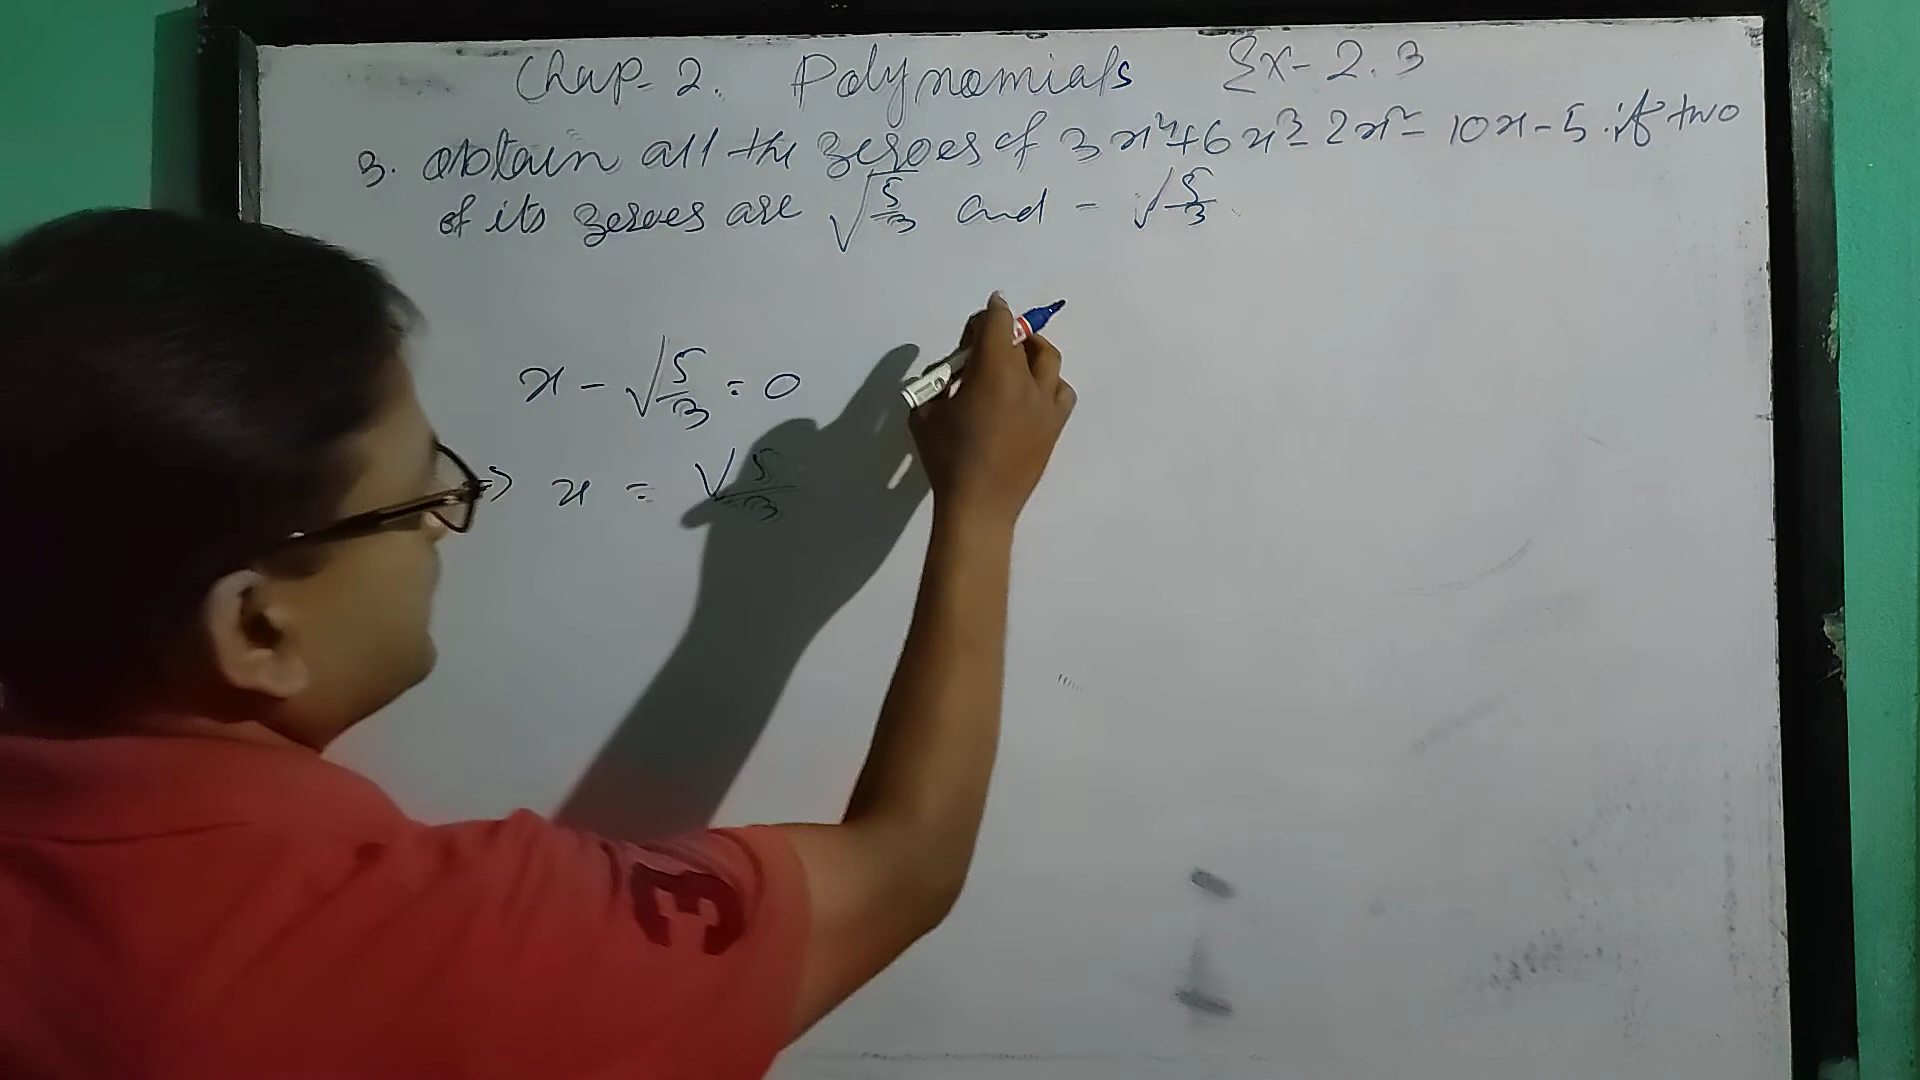 Chap-2. Polynomials Ex-2.3
3. obtain all the zeroes of 3x⁴+6x³-2x²-10x-5. if two
of its zeroes are √5/3 and - √5/3.
x - √5/3 = 0
⇒ x = √5/3
3